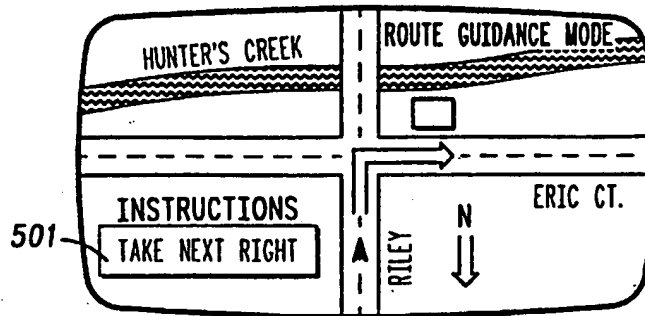 ROUTE GUIDANCE MODE
HUNTER'S CREEK
ERIC CT.
INSTRUCTIONS
501
TAKE NEXT RIGHT
RILEY
N